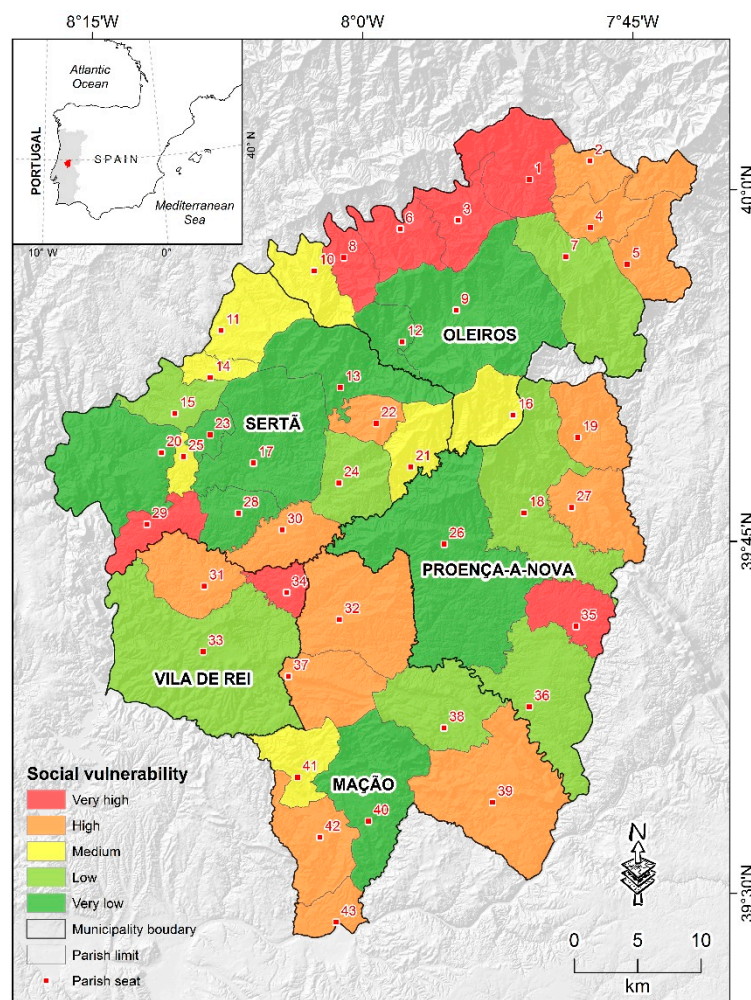 8°15'W 8°0'W 7°45'W
Atlantic
Ocean
PORTUGAL
SPAIN
40° N
Mediterranean
Sea
10° W 0°
40°0'N
39°45'N
39°30'N
2
1
3
6
4
8
7
5
10
9
11
12
OLEIROS
14
13
15
16
22
SERTÃ
23
19
20
25
17
21
24
28
18
27
29
30
26
PROENÇA-A-NOVA
31
34
32
35
33
37
VILA DE REI
36
38
41
MAÇÃO
39
40
42
43
Social vulnerability
Very high
High
Medium
Low
Very low
Municipality boudary
Parish limit
Parish seat
N
0 5 10
km